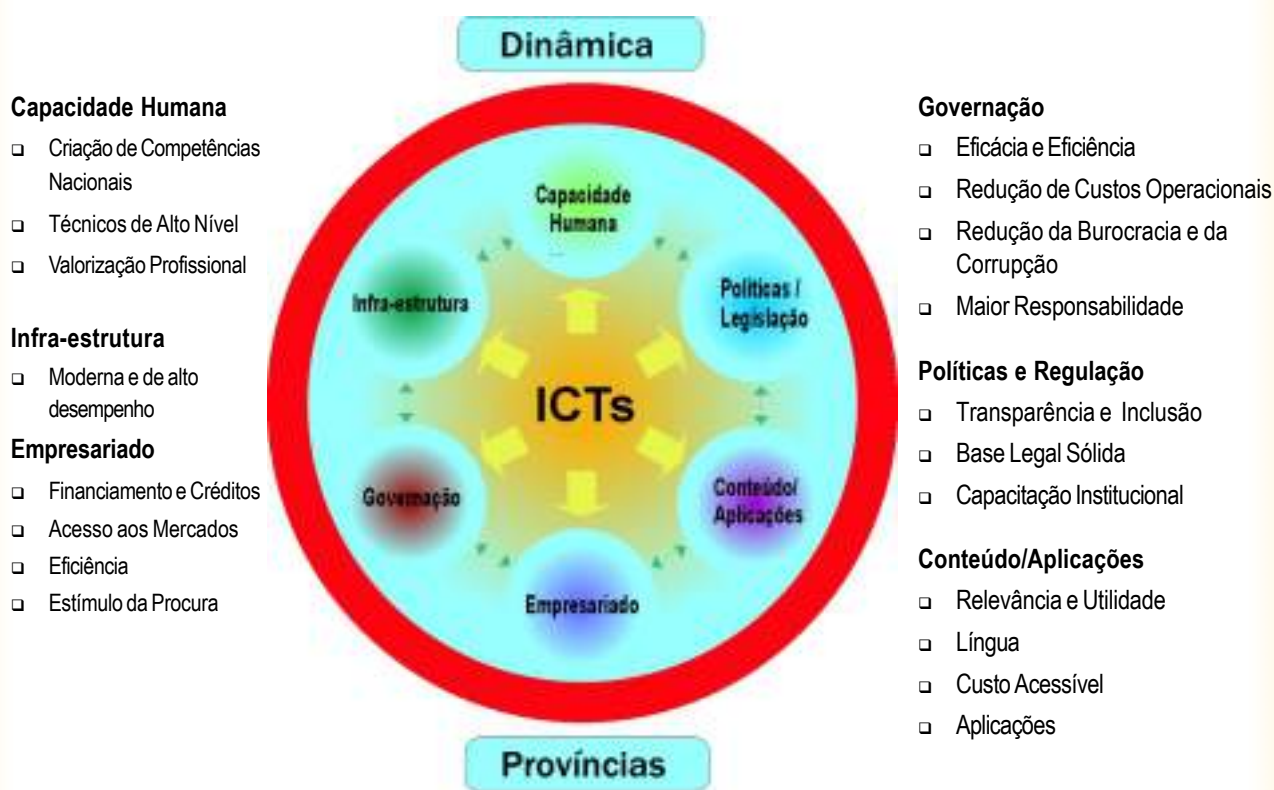 Dinâmica
Capacidade Humana
❑ Criação de Competências
Nacionais
❑ Técnicos de Alto Nível
❑ Valorização Profissional
Infra-estrutura
❑ Moderna e de alto
desempenho
Empresariado
❑ Financiamento e Créditos
❑ Acesso aos Mercados
❑ Eficiência
❑ Estímulo da Procura
Capacidade
Humana
...
Infra-estrutura
Políticas /
Legislação
ICTs
Governação
Conteúdo/
Aplicações
Empresariado
Províncias
Governação
❑ Eficácia e Eficiência
❑ Redução de Custos Operacionais
❑ Redução da Burocracia e da
Corrupção
❑ Maior Responsabilidade
Políticas e Regulação
❑ Transparência e Inclusão
❑ Base Legal Sólida
❑ Capacitação Institucional
Conteúdo/Aplicações
❑ Relevância e Utilidade
❑ Língua
❑ Custo Acessível
❑ Aplicações